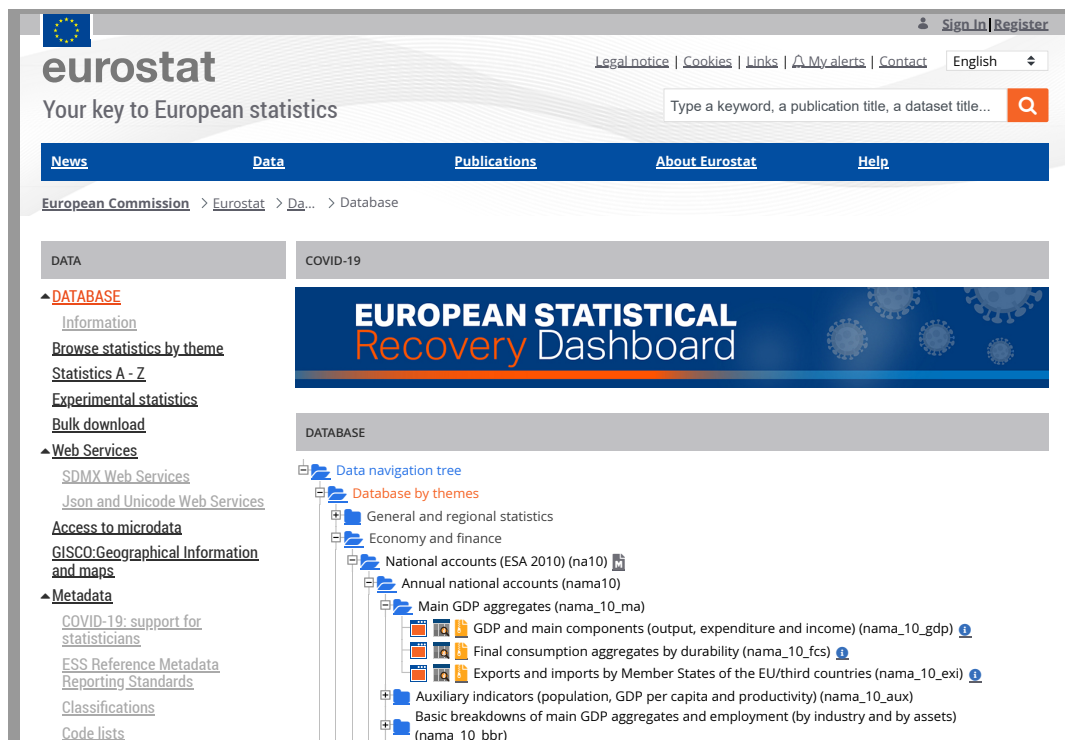 Sign In Register
eurostat
Your key to European statistics
Legal notice | Cookies | Links | My alerts | Contact
English
Type a keyword, a publication title, a dataset title...
News Data Publications About Eurostat Help
European Commission > Eurostat > Da... > Database
DATA
DATABASE
Information
Browse statistics by theme
Statistics A - Z
Experimental statistics
Bulk download
Web Services
SDMX Web Services
Json and Unicode Web Services
Access to microdata
GISCO:Geographical Information
and maps
Metadata
COVID-19: support for
statisticians
ESS Reference Metadata
Reporting Standards
Classifications
Code lists
COVID-19
EUROPEAN STATISTICAL
Recovery Dashboard
DATABASE
Data navigation tree
Database by themes
General and regional statistics
Economy and finance
National accounts (ESA 2010) (na10) M
Annual national accounts (nama10)
Main GDP aggregates (nama_10_ma)
GDP and main components (output, expenditure and income) (nama_10_gdp) i
Final consumption aggregates by durability (nama_10_fcs) i
Exports and imports by Member States of the EU/third countries (nama_10_exi) i
Auxiliary indicators (population, GDP per capita and productivity) (nama_10_aux)
Basic breakdowns of main GDP aggregates and employment (by industry and by assets)
(nama_10_bbr)